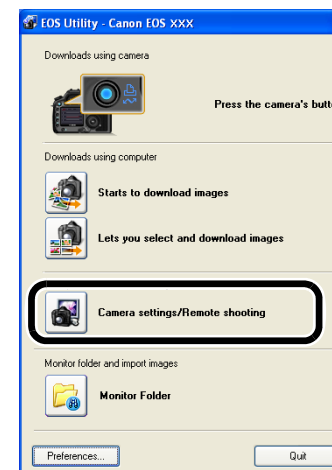 EOS Utility - Canon EOS XXX
Downloads using camera
Press the camera's
Downloads using computer
Starts to download images
Lets you select and download images
Camera settings/Remote shooting
Monitor folder and import images
Monitor Folder
Preferences...
Quit